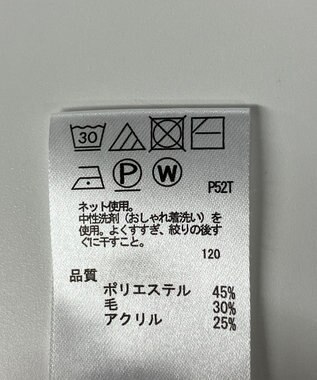 30
P W
P52T
ネット使用。
中性洗剤(おしゃれ着洗い)を
使用。よくすすぎ、絞りの後す
ぐに干すこと。
120
品質
ポリエステル 45%
毛 30%
アクリル 25%